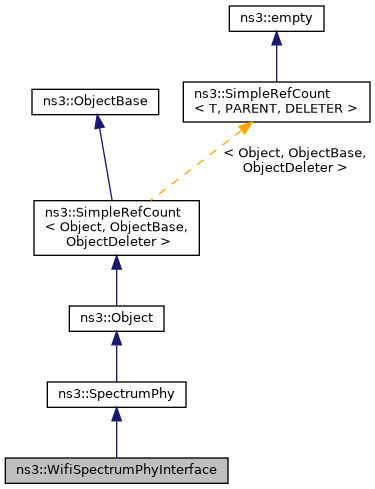 ns3::empty
ns3::SimpleRefCount
< T, PARENT, DELETER >
ns3::ObjectBase
< Object, ObjectBase,
ObjectDeleter >
ns3::SimpleRefCount
< Object, ObjectBase,
ObjectDeleter >
ns3::Object
ns3::SpectrumPhy
ns3::WifiSpectrumPhyInterface